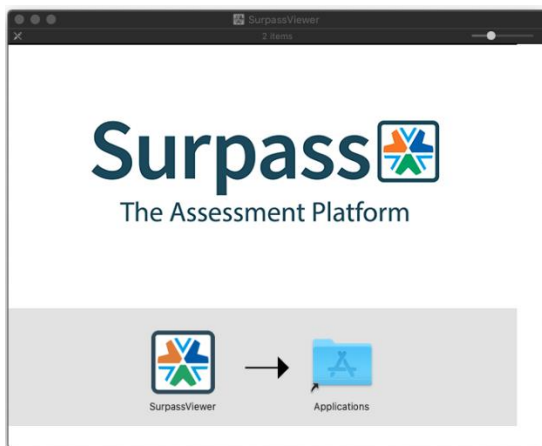 SurpassViewer
2 items
Surpass
The Assessment Platform
SurpassViewer Applications